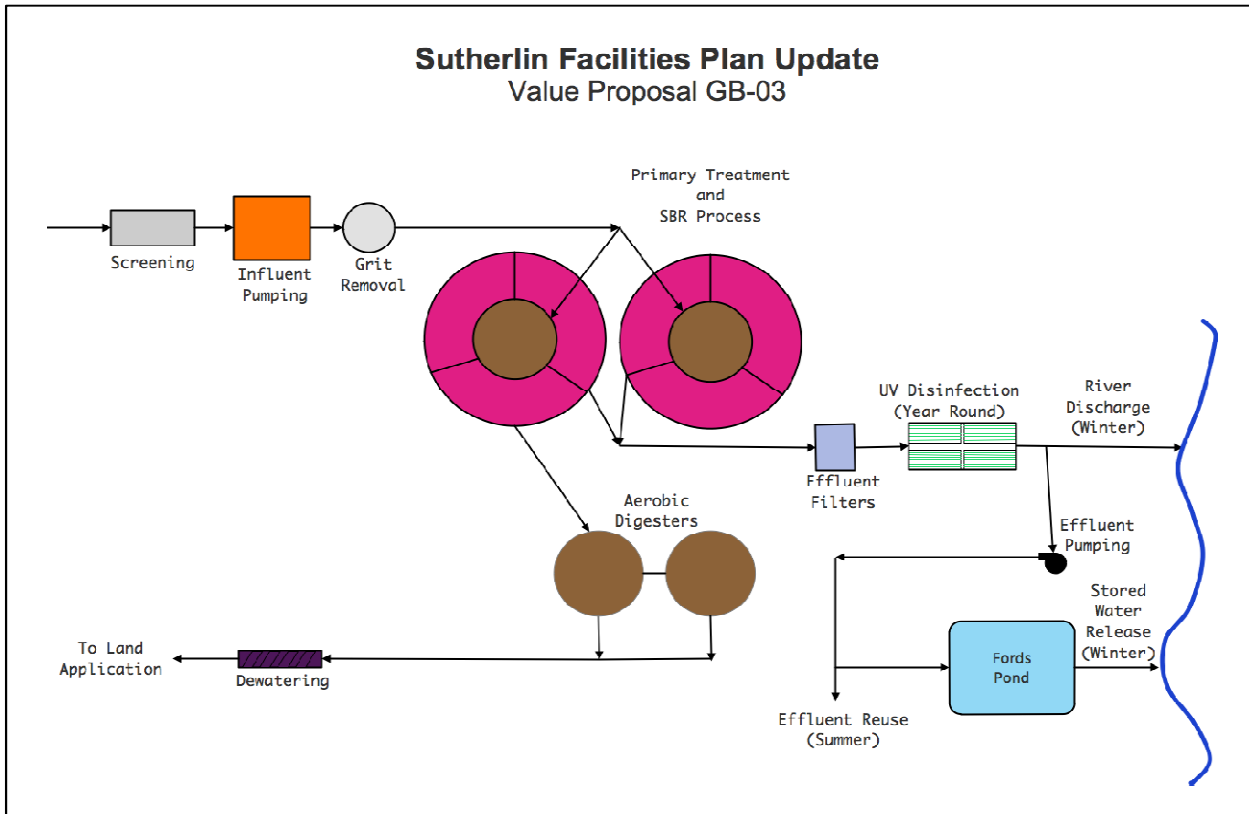 Sutherlin Facilities Plan Update
Value Proposal GB-03
Primary Treatment
and
SBR Process
Screening
Influent
Pumping
Grit
Removal
UV Disinfection
(Year Round)
River
Discharge
(Winter)
Effluent
Filters
Aerobic
Digesters
Effluent
Pumping
Stored
Water
Release
(Winter)
To Land
Application
Dewatering
Fords
Pond
Effluent Reuse
(Summer)